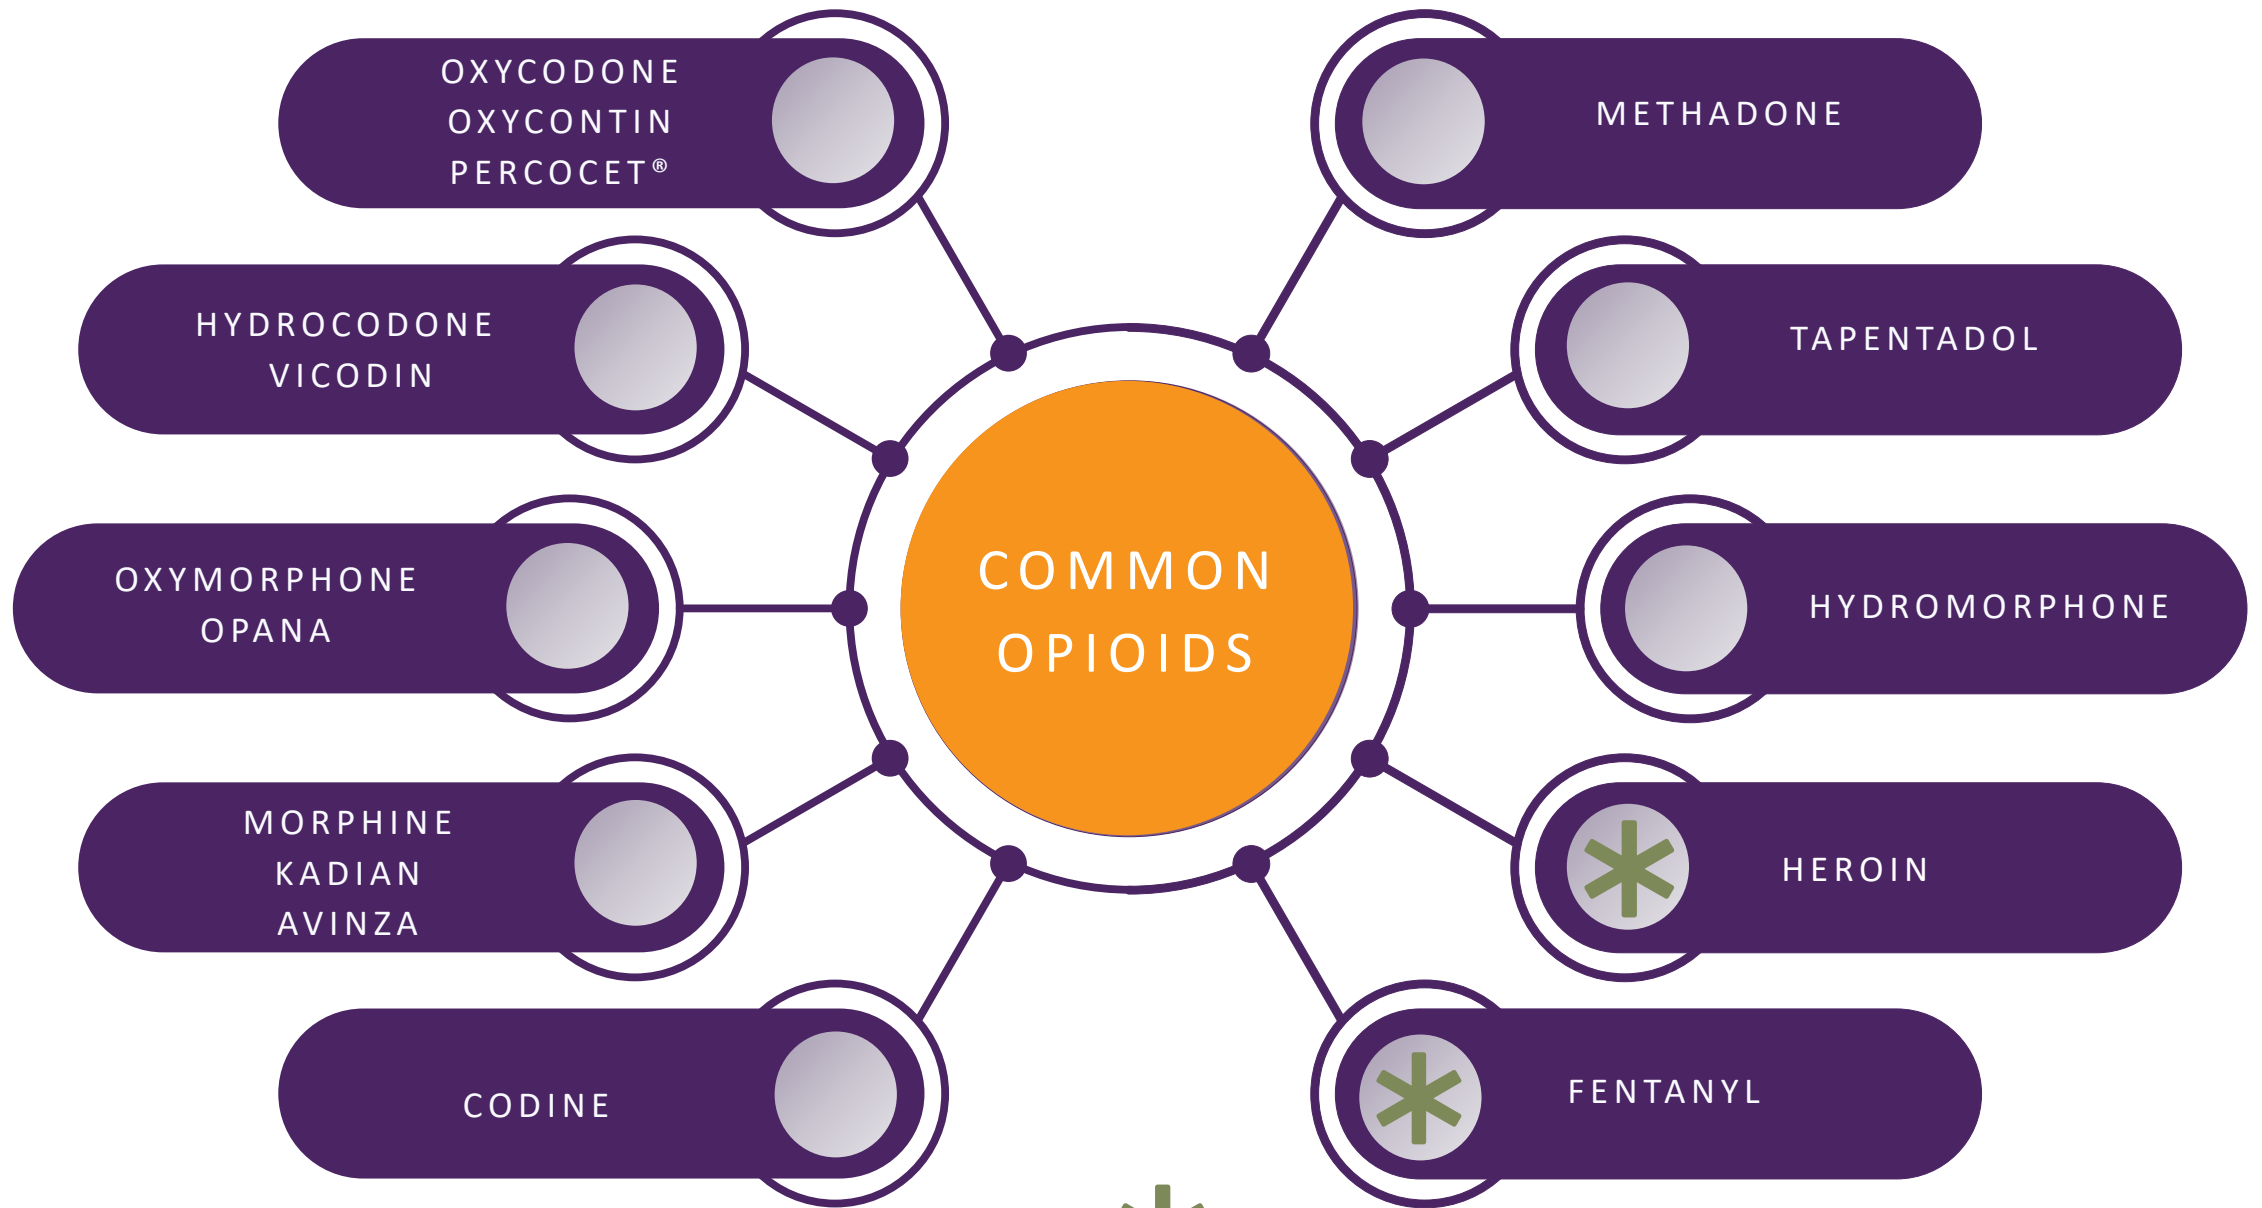 OXYCODONE
OXYCONTIN
PERCOCET®
HYDROCODONE
VICODIN
OXYMORPHONE
OPANA
MORPHINE
KADIAN
AVINZA
CODINE
COMMON
OPIOIDS
METHADONE
TAPENTADOL
HYDROMORPHONE
HEROIN
FENTANYL